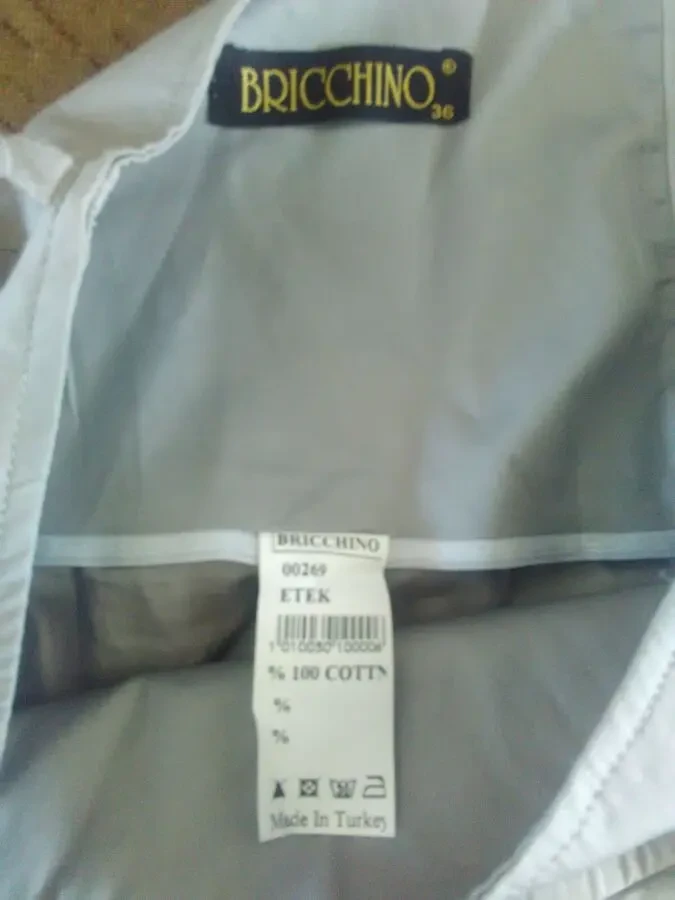 BRICCHINO®
36
BRICCHINO
00269
ETEK
% 100 COTTN
%
%
Made In Turkey